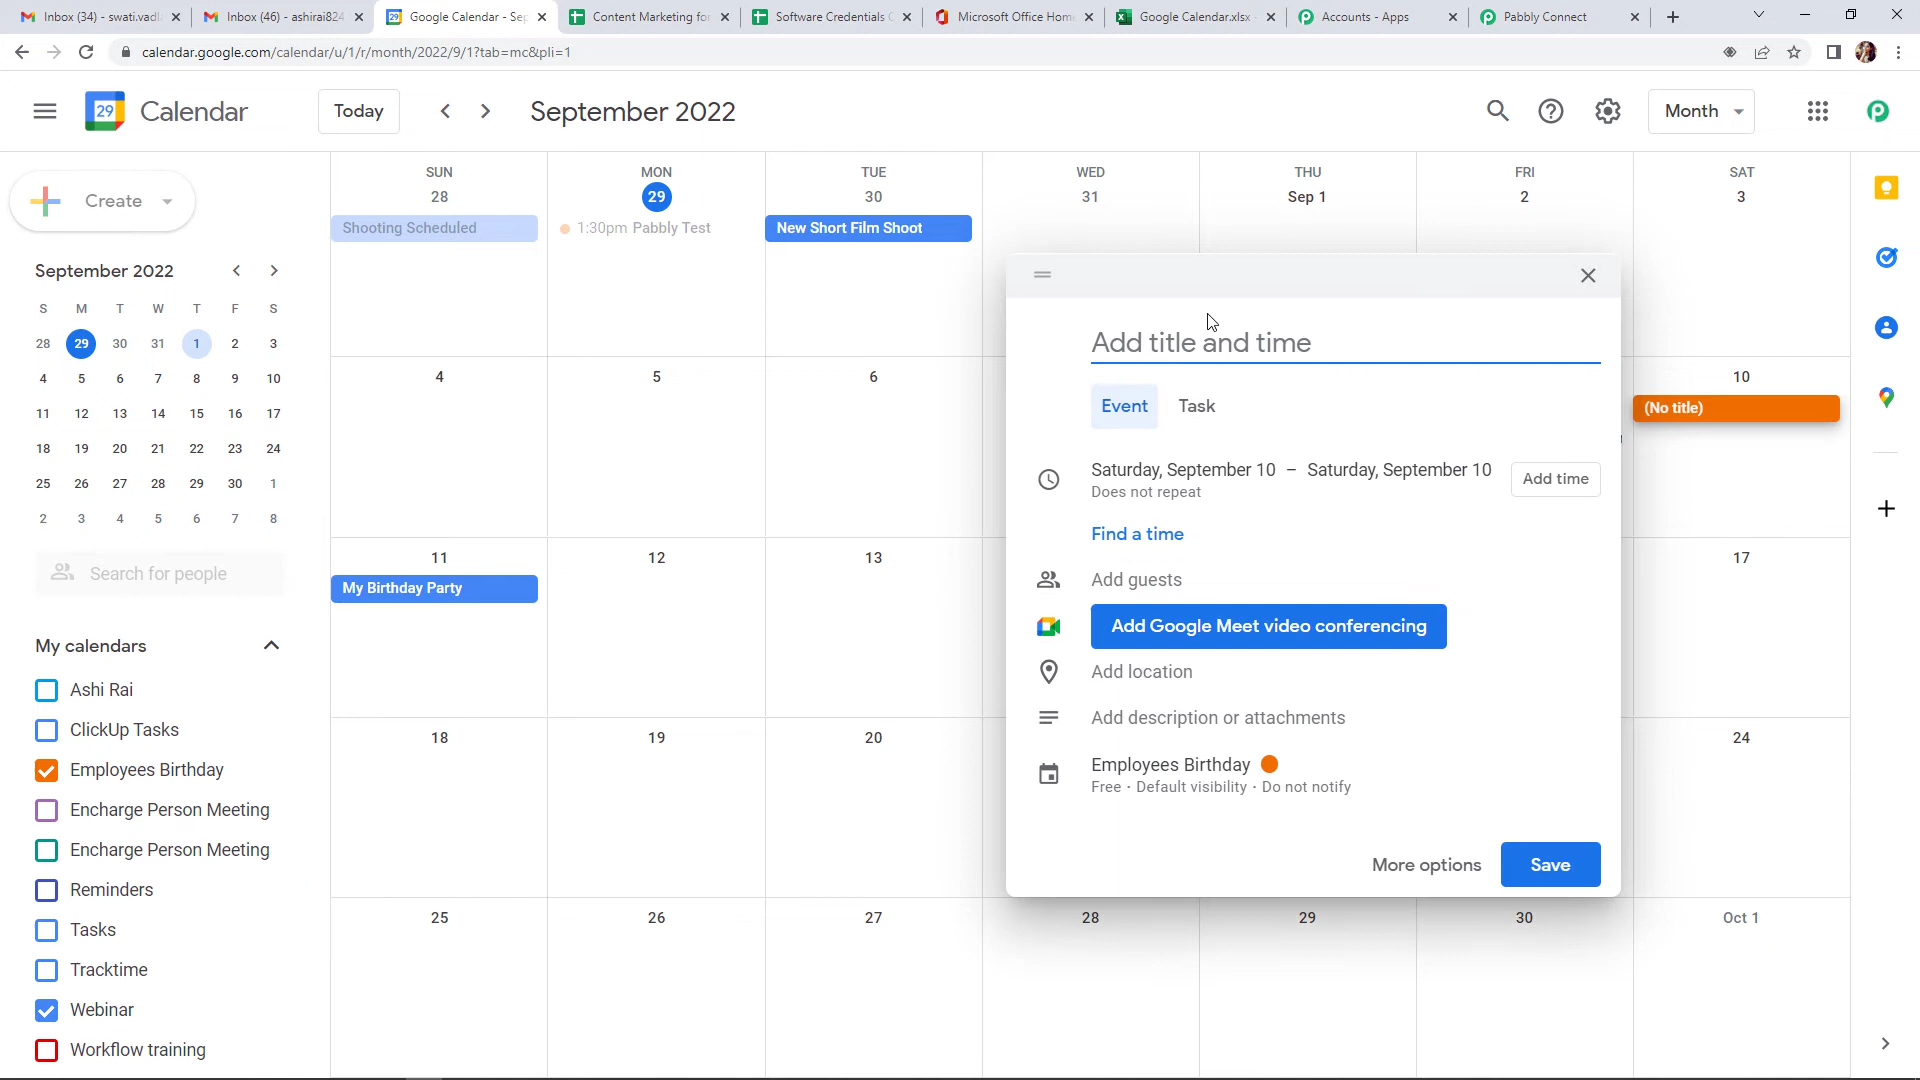 Inbox (34) - swati.vadl
Inbox (46) - ashirai824
Google Calendar - Sep
Content Marketing fo
Software Credentials C
Microsoft Office Hom
Google Calendar.xlsx
Accounts - Apps
Pabbly Connect
calendar.google.com/calendar/u/1/r/month/2022/9/1?tab=mc&pli=1
29
Calendar
Today
September 2022
Month
Create
September 2022
S M T W T F S
28 29 30 31 1 2 3
4 5 6 7 8 9 10
11 12 13 14 15 16 17
18 19 20 21 22 23 24
25 26 27 28 29 30 1
2 3 4 5 6 7 8
Search for people
My calendars
Ashi Rai
ClickUp Tasks
Employees Birthday
Encharge Person Meeting
Encharge Person Meeting
Reminders
Tasks
Tracktime
Webinar
Workflow training
SUN MON TUE WED THU FRI SAT
28 29 30 31 Sep 1 2 3
Shooting Scheduled
1:30pm Pabbly Test
New Short Film Shoot
4 5 6 10
(No title)
11 12 13 17
My Birthday Party
18 19 20 24
25 26 27 28 29 30 Oct 1
Add title and time
Event Task
Saturday, September 10 – Saturday, September 10
Add time
Does not repeat
Find a time
Add guests
Add Google Meet video conferencing
Add location
Add description or attachments
Employees Birthday
Free · Default visibility · Do not notify
More options
Save